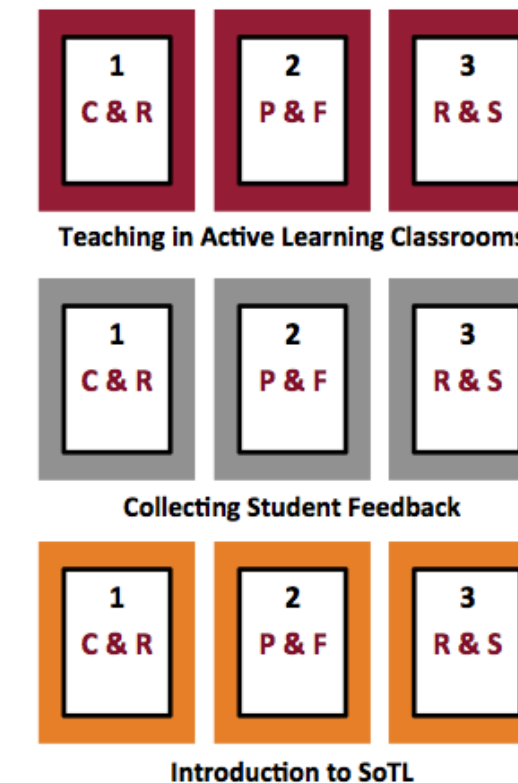 1 2 3
C & R P & F R & S
Teaching in Active Learning Classrooms
1 2 3
C & R P & F R & S
Collecting Student Feedback
1 2 3
C & R P & F R & S
Introduction to SoTL